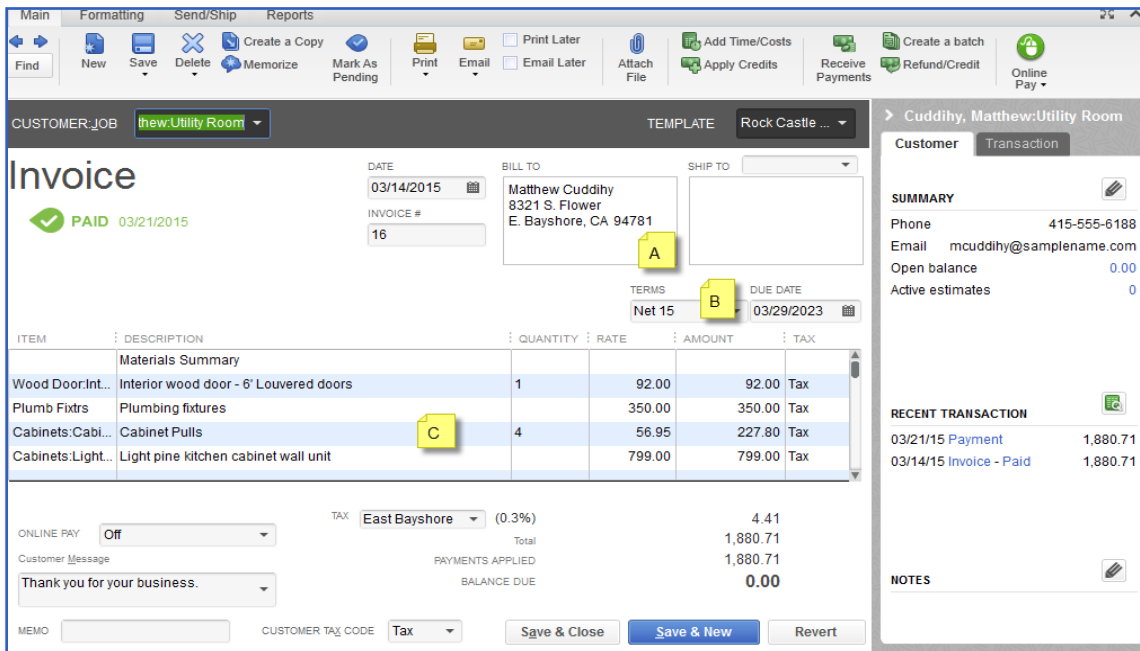 Main Formatting Send/Ship Reports
Find New Save Delete Create a Copy Memorize Mark As Pending Print Email Print Later Email Later Attach File Add Time/Costs Apply Credits Receive Payments Create a batch Refund/Credit Online Pay
CUSTOMER:JOB thew:Utility Room TEMPLATE Rock Castle ...
Invoice
PAID 03/21/2015
DATE
03/14/2015
INVOICE #
16
BILL TO
Matthew Cuddihy
8321 S. Flower
E. Bayshore, CA 94781
A
SHIP TO
TERMS
Net 15
B
DUE DATE
03/29/2023
ITEM DESCRIPTION QUANTITY RATE AMOUNT TAX
Materials Summary
Wood Door:Int... Interior wood door - 6' Louvered doors 1 92.00 92.00 Tax
Plumb Fixtrs Plumbing fixtures 350.00 350.00 Tax
Cabinets:Cabi... Cabinet Pulls C 4 56.95 227.80 Tax
Cabinets:Light... Light pine kitchen cabinet wall unit 799.00 799.00 Tax
TAX East Bayshore (0.3%) 4.41
ONLINE PAY Off
Total 1,880.71
Customer Message
PAYMENTS APPLIED 1,880.71
Thank you for your business.
BALANCE DUE 0.00
MEMO CUSTOMER TAX CODE Tax Save & Close Save & New Revert
Cuddihy, Matthew:Utility Room
Customer Transaction
SUMMARY
Phone 415-555-6188
Email mcuddihy@samplename.com
Open balance 0.00
Active estimates 0
RECENT TRANSACTION
03/21/15 Payment 1,880.71
03/14/15 Invoice - Paid 1,880.71
NOTES